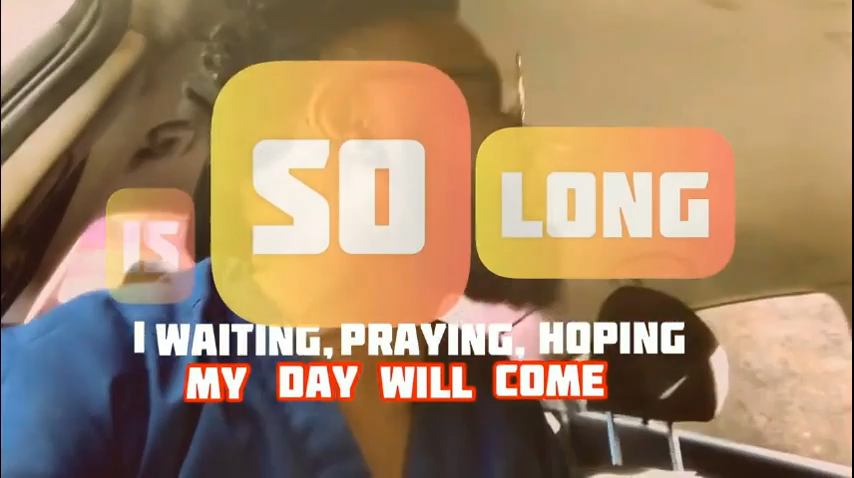 IS SO LONG
I WAITING, PRAYING, HOPING
MY DAY WILL COME